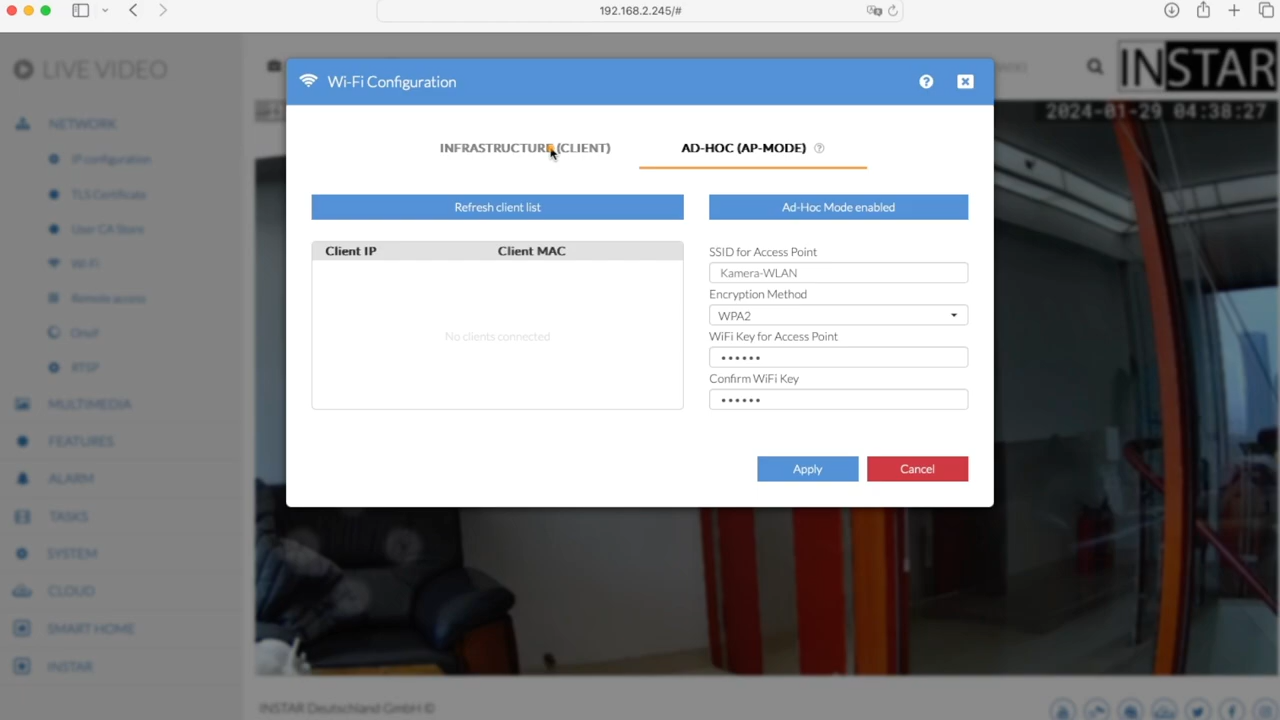 192.168.2.245/#
LIVE VIDEO
INSTAR
Wi-Fi Configuration
2024-01-29 04:38:27
NETWORK
IP configuration
TLS Certificate
User CA Store
Wi-Fi
Remote access
Onvif
RTSP
MULTIMEDIA
FEATURES
ALARM
TASKS
SYSTEM
CLOUD
SMART HOME
INSTAR
INFRASTRUCTURE (CLIENT)
AD-HOC (AP-MODE) ?
Refresh client list
Ad-Hoc Mode enabled
Client IP Client MAC
No clients connected
SSID for Access Point
Kamera-WLAN
Encryption Method
WPA2
WiFi Key for Access Point
••••••
Confirm WiFi Key
••••••
Apply
Cancel
INSTAR Deutschland GmbH ©